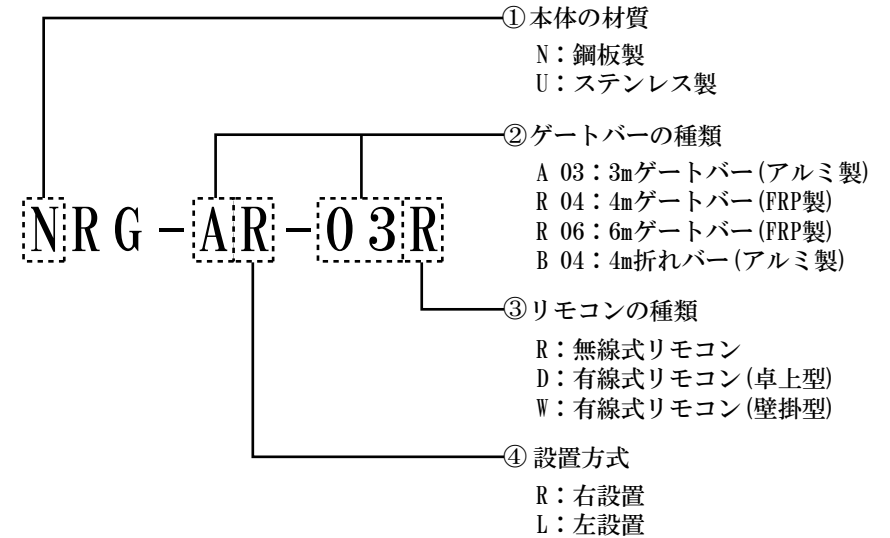 ①本体の材質
N：鋼板製
U：ステンレス製
②ゲートバーの種類
A 03：3mゲートバー(アルミ製)
R 04：4mゲートバー(FRP製)
R 06：6mゲートバー(FRP製)
B 04：4m折れバー(アルミ製)
NRG-AR-03R
③リモコンの種類
R：無線式リモコン
D：有線式リモコン(卓上型)
W：有線式リモコン(壁掛型)
④設置方式
R：右設置
L：左設置